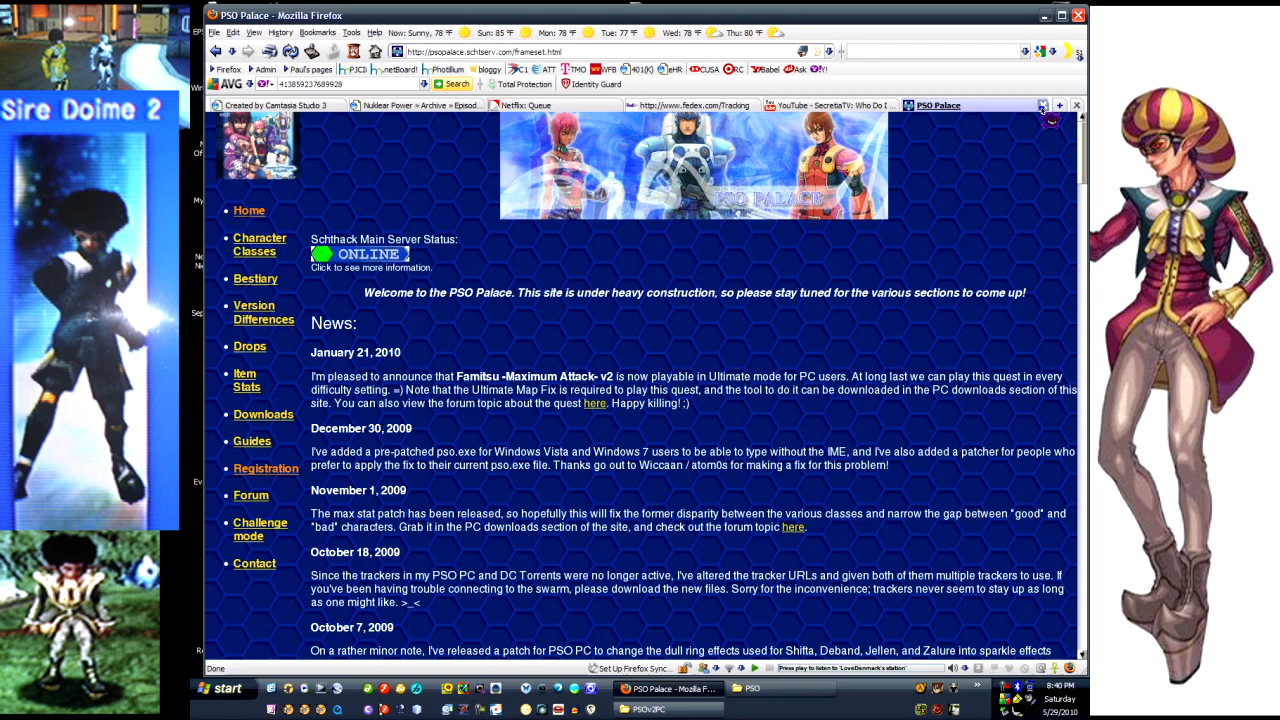 Sire Doime 2
PSO Palace - Mozilla Firefox
File Edit View History Bookmarks Tools Help Now: Sunny, 78 °F Sun: 85 °F Mon: 78 °F Tue: 77 °F Wed: 78 °F Thu: 80 °F
http://psopalace.schtserv.com/frameset.html
Firefox Admin Paul's pages PJCI netBoard! Photillium bloggy C1 ATT TMO WFB 401(K) eHR CUSA RC Babel Ask Y!
AVG Y! 413859237689928 Search Total Protection Identity Guard
Created by Camtasia Studio 3 Nuklear Power » Archive » Episod... Netflix: Queue http://www.fedex.com/Tracking YouTube - SecretiaTV: Who Do I ... PSO Palace
PSO PALACE
Home
Character Classes
Bestiary
Version Differences
Drops
Item Stats
Downloads
Guides
Registration
Forum
Challenge mode
Contact
Schthack Main Server Status:
ONLINE
Click to see more information.
Welcome to the PSO Palace. This site is under heavy construction, so please stay tuned for the various sections to come up!
News:
January 21, 2010
I'm pleased to announce that Famitsu -Maximum Attack- v2 is now playable in Ultimate mode for PC users. At long last we can play this quest in every
difficulty setting. =) Note that the Ultimate Map Fix is required to play this quest, and the tool to do it can be downloaded in the PC downloads section of this
site. You can also view the forum topic about the quest here. Happy killing! ;)
December 30, 2009
I've added a pre-patched pso.exe for Windows Vista and Windows 7 users to be able to type without the IME, and I've also added a patcher for people who
prefer to apply the fix to their current pso.exe file. Thanks go out to Wiccaan / atom0s for making a fix for this problem!
November 1, 2009
The max stat patch has been released, so hopefully this will fix the former disparity between the various classes and narrow the gap between "good" and
"bad" characters. Grab it in the PC downloads section of the site, and check out the forum topic here.
October 18, 2009
Since the trackers in my PSO PC and DC Torrents were no longer active, I've altered the tracker URLs and given both of them multiple trackers to use. If
you've been having trouble connecting to the swarm, please download the new files. Sorry for the inconvenience; trackers never seem to stay up as long
as one might like. >_<
October 7, 2009
On a rather minor note, I've released a patch for PSO PC to change the dull ring effects used for Shifta, Deband, Jellen, and Zalure into sparkle effects
Done Set Up Firefox Sync... Press play to listen to 'LoveDenmark's station'
start PSO Palace - Mozilla F... PSO
PSOv2PC
8:40 PM
Saturday
5/29/2010